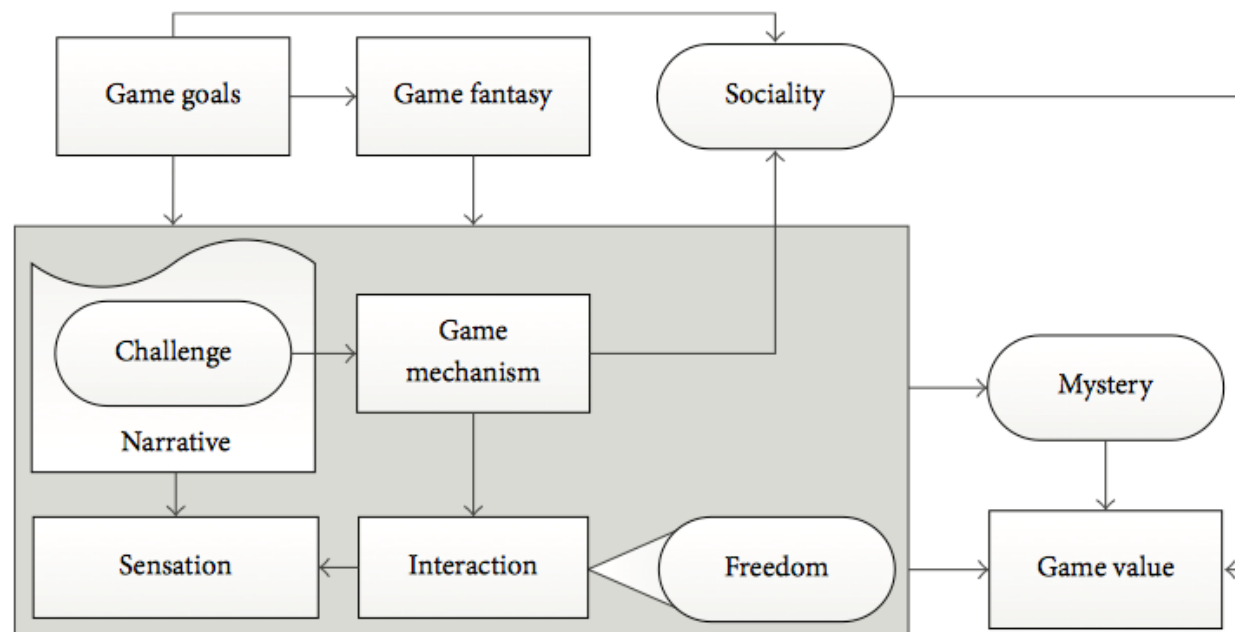 Game goals
Game fantasy
Sociality
Challenge
Narrative
Game
mechanism
Mystery
Sensation
Interaction
Freedom
Game value